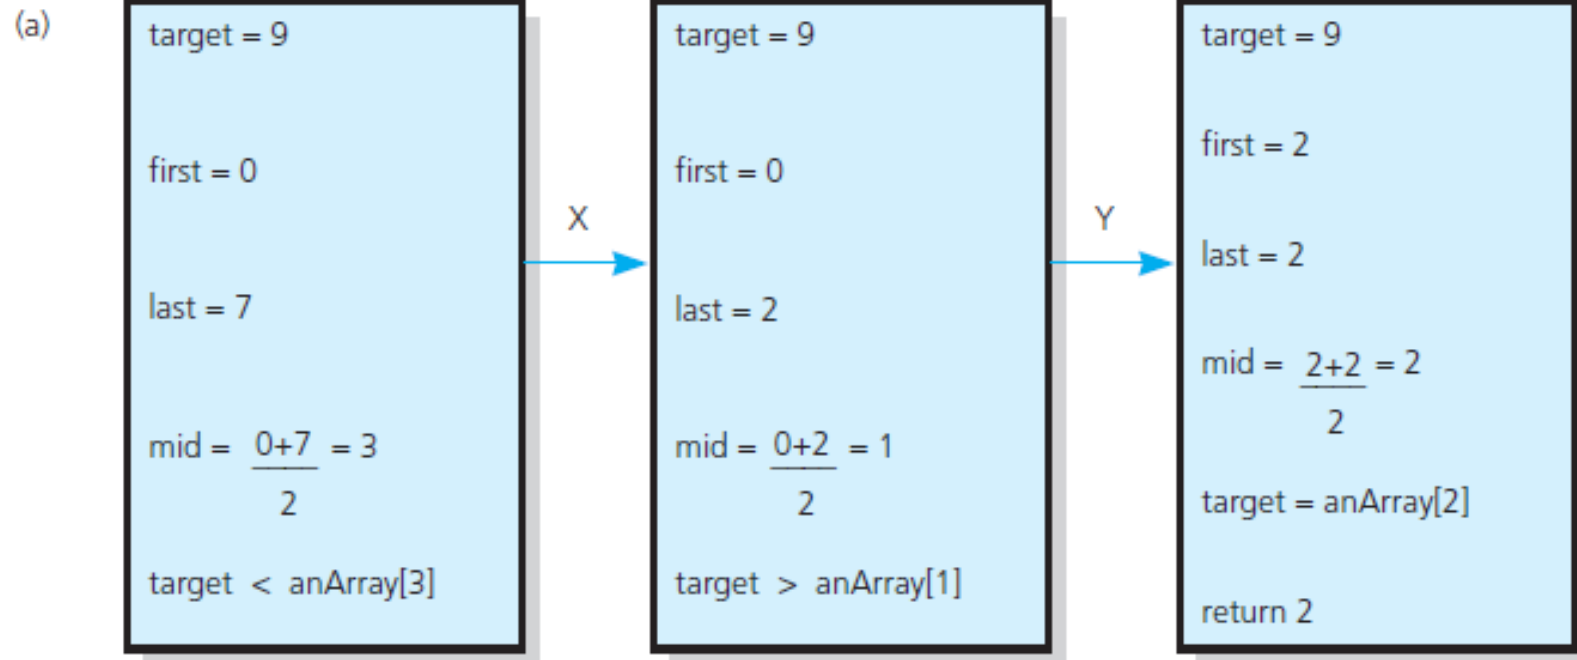 (a)
target = 9
first = 0
last = 7
mid = 0+7 = 3
2
target < anArray[3]
X
target = 9
first = 0
last = 2
mid = 0+2 = 1
2
target > anArray[1]
Y
target = 9
first = 2
last = 2
mid = 2+2 = 2
2
target = anArray[2]
return 2